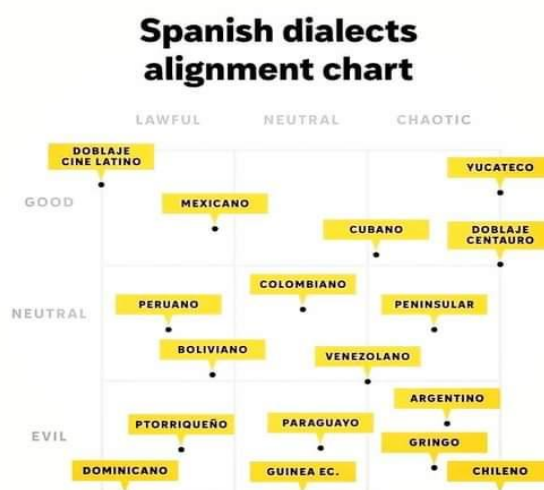 Spanish dialects
alignment chart
LAWFUL
NEUTRAL
CHAOTIC
DOBLAJE
CINE LATINO
YUCATECO
GOOD
MEXICANO
CUBANO
DOBLAJE
CENTAURO
COLOMBIANO
NEUTRAL
PERUANO
PENINSULAR
BOLIVIANO
VENEZOLANO
ARGENTINO
EVIL
PTORRIQUEÑO
PARAGUAYO
GRINGO
DOMINICANO
GUINEA EC.
CHILENO